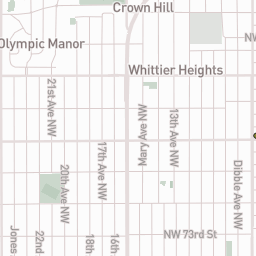 Crown Hill
NW
Olympic Manor
Whittier Heights
21st Ave NW
Mary Ave NW
13th Ave NW
17th Ave NW
20th Ave NW
Dibble Ave NW
Jones
22nd
18th
16th
NW 73rd St